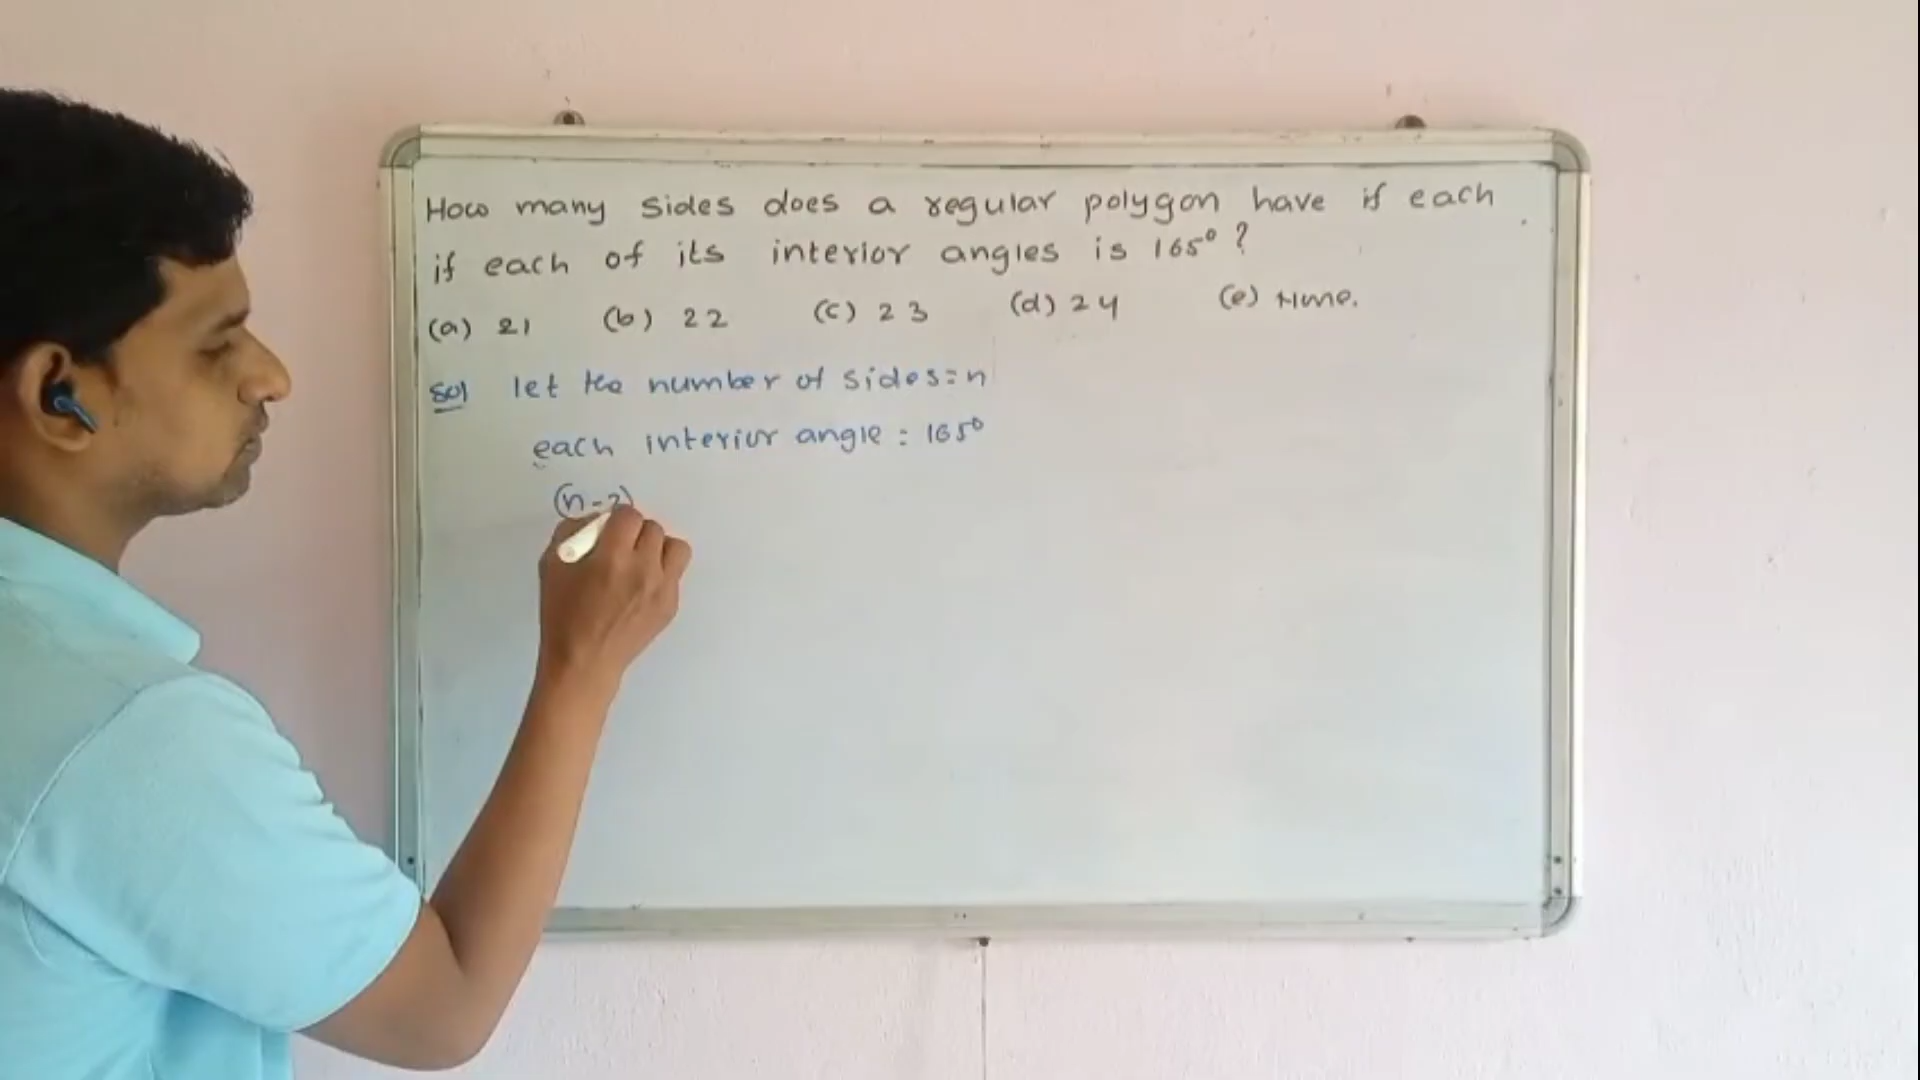 How many sides does a regular polygon have if each
if each of its interior angles is 165° ?
(a) 21 (b) 22 (c) 23 (d) 24 (e) None.
Sol let the number of sides = n
each interior angle = 165°
(n-2)